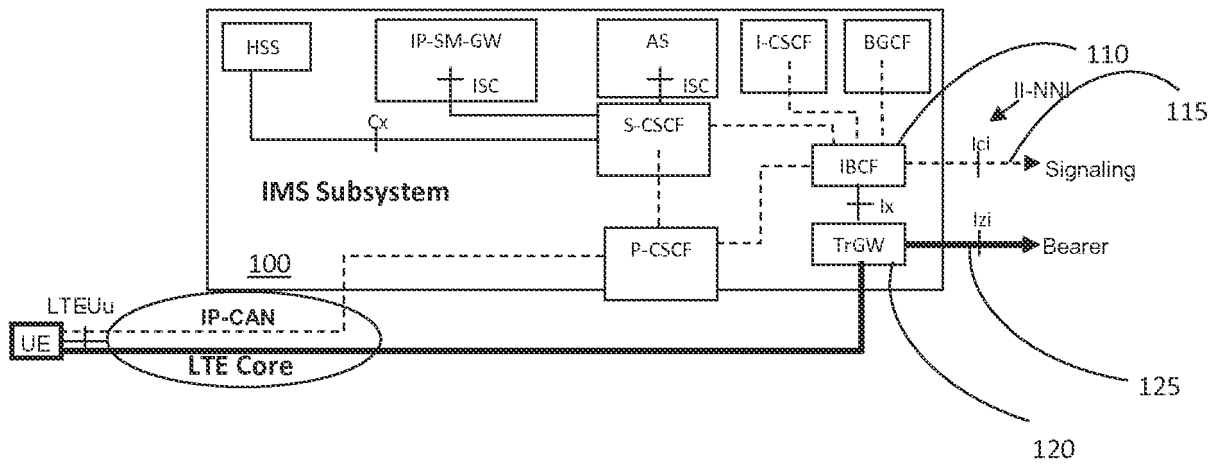 HSS
IP-SM-GW
ISC
AS
ISC
I-CSCF
BGCF
110
II-NNI
115
Cx
S-CSCF
Ici
IBCF
Signaling
IMS Subsystem
Ix
Izi
P-CSCF
TrGW
Bearer
100
LTEUu
IP-CAN
UE
LTE Core
125
120